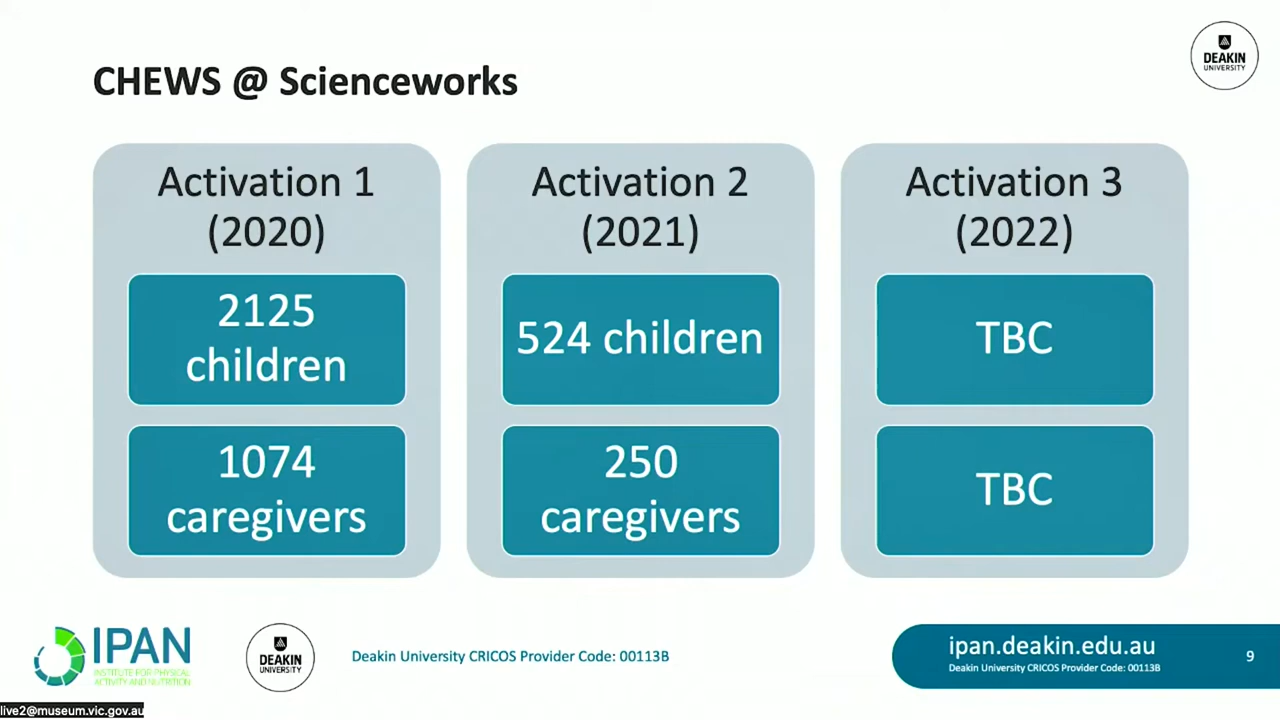 DEAKIN
UNIVERSITY
CHEWS @ Scienceworks
Activation 1
(2020)
2125
children
1074
caregivers
Activation 2
(2021)
524 children
250
caregivers
Activation 3
(2022)
TBC
TBC
IPAN
INSTITUTE FOR PHYSICAL
ACTIVITY AND NUTRITION
DEAKIN
UNIVERSITY
Deakin University CRICOS Provider Code: 00113B
ipan.deakin.edu.au
Deakin University CRICOS Provider Code: 00113B
9
live2@museum.vic.gov.au